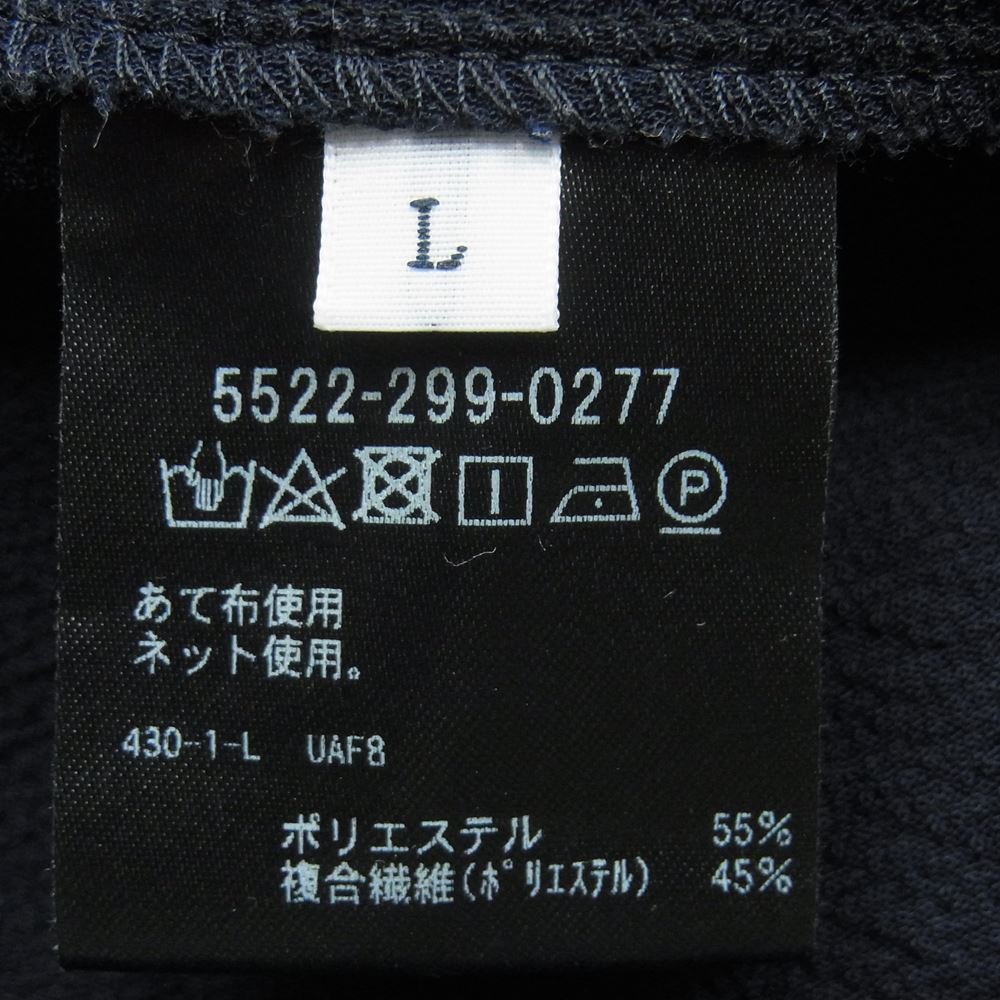 L
5522-299-0277
P
あて布使用
ネット使用。
430-1-L UAF8
ポリエステル 55%
複合繊維(ﾎﾟﾘｴｽﾃﾙ) 45%